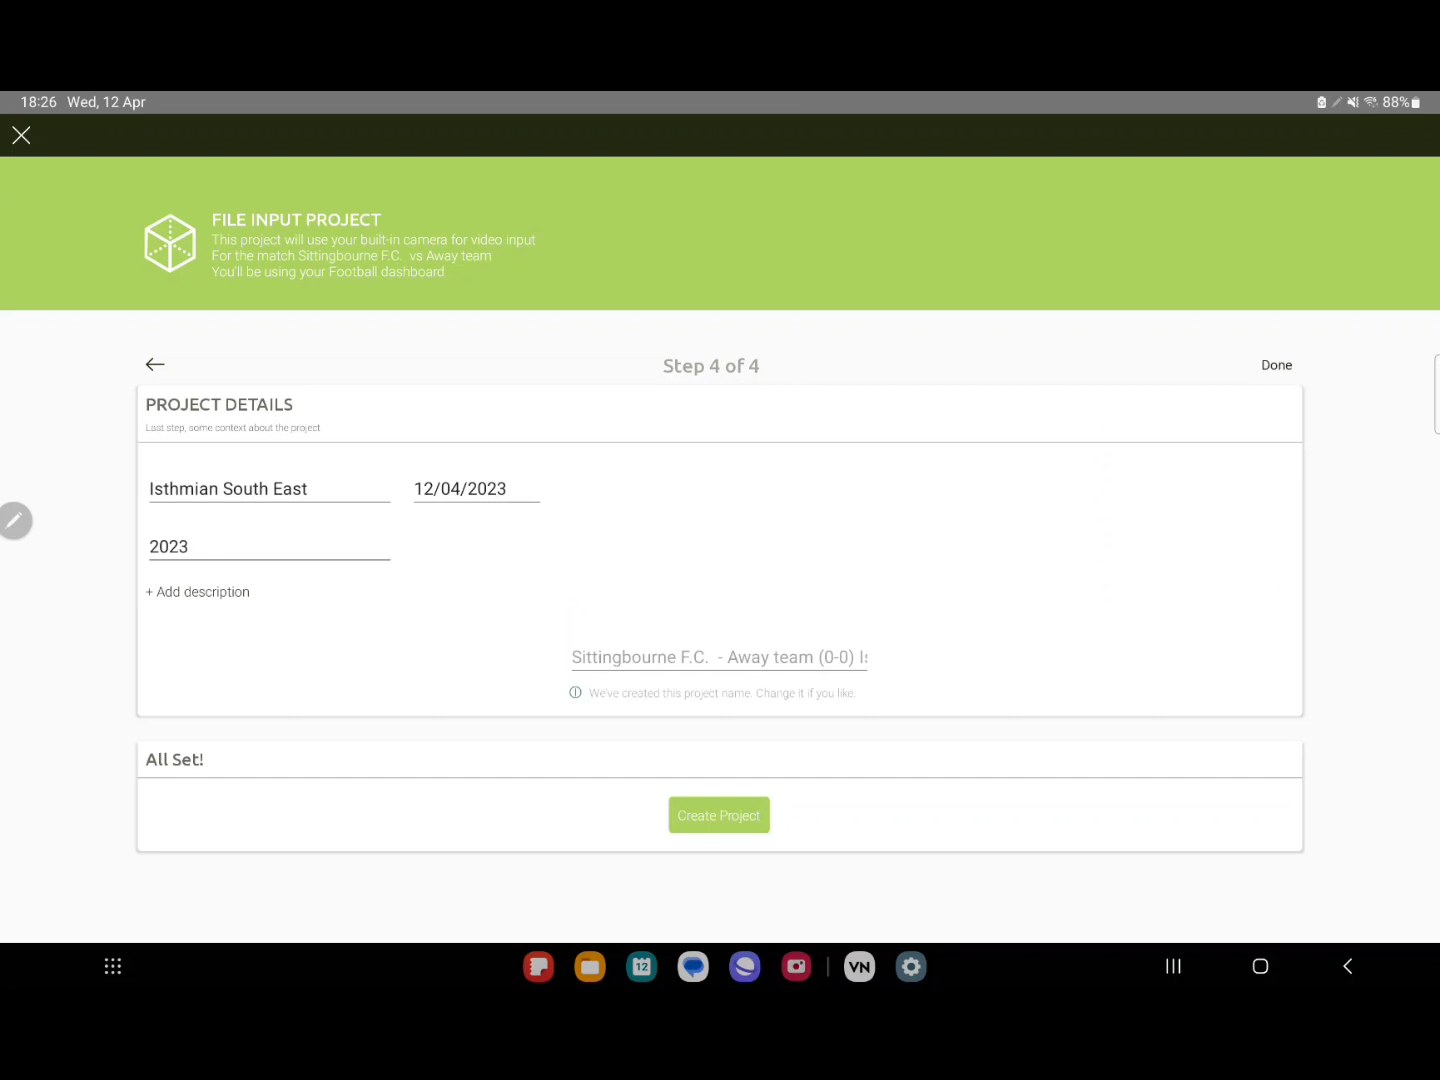 18:26 Wed, 12 Apr
88%
FILE INPUT PROJECT
This project will use your built-in camera for video input
For the match Sittingbourne F.C.  vs Away team
You'll be using your Football dashboard
Step 4 of 4
Done
PROJECT DETAILS
Last step, some context about the project
Isthmian South East
12/04/2023
2023
+ Add description
Sittingbourne F.C.  - Away team (0-0)
We've created this project name. Change it if you like.
All Set!
Create Project
12
VN